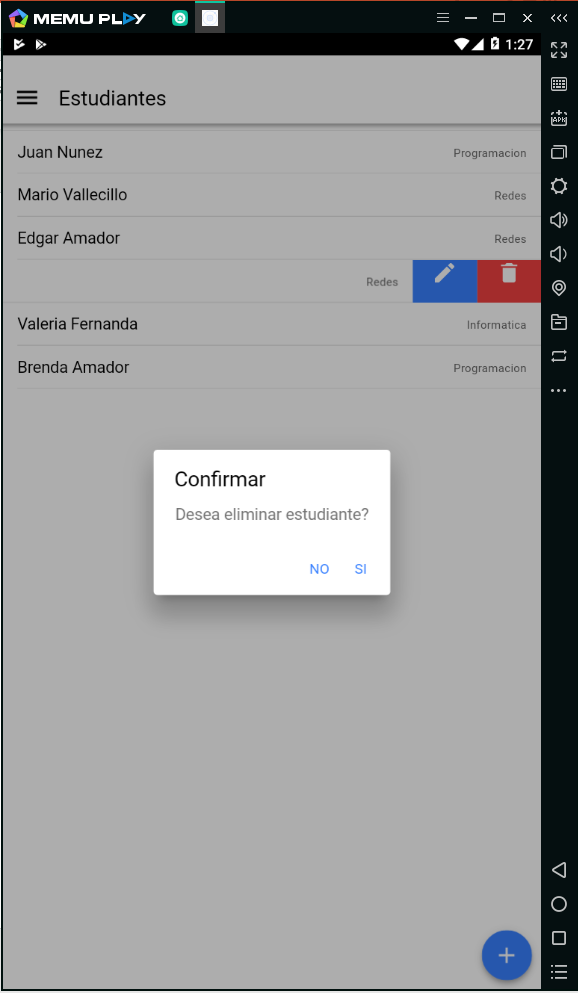 MEMU PLAY
1:27
Estudiantes
Juan Nunez Programacion
Mario Vallecillo Redes
Edgar Amador Redes
Redes
Valeria Fernanda Informatica
Brenda Amador Programacion
Confirmar
Desea eliminar estudiante?
NO SI
APK